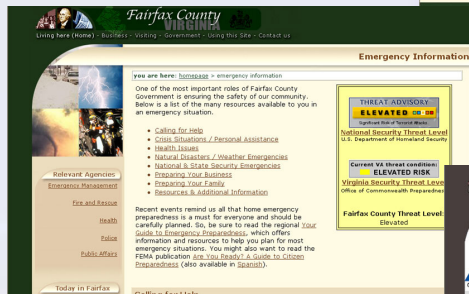 Fairfax County
VIRGINIA
Living here (Home) - Business - Visiting - Government - Using this Site - Contact us
Emergency Information
you are here: homepage > emergency information
One of the most important roles of Fairfax County
Government is ensuring the safety of our community.
Below is a list of the many resources available to you in
an emergency situation.
Calling for Help
Crisis Situations / Personal Assistance
Health Issues
Natural Disasters / Weather Emergencies
National & State Security Emergencies
Preparing Your Business
Preparing Your Family
Resources & Additional Information
Recent events remind us all that home emergency
preparedness is a must for everyone and should be
carefully planned. So, be sure to read the regional Your
Guide to Emergency Preparedness, which offers
information and resources to help you plan for most
emergency situations. You might also want to read the
FEMA publication Are You Ready? A Guide to Citizen
Preparedness (also available in Spanish).
Calling for Help
THREAT ADVISORY
ELEVATED
Significant Risk of Terrorist Attacks
National Security Threat Level
U.S. Department of Homeland Security
Current VA threat condition:
ELEVATED RISK
Virginia Security Threat Leve
Office of Commonwealth Preparedness
Fairfax County Threat Level:
Elevated
Relevant Agencies
Emergency Management
Fire and Rescue
Health
Police
Public Affairs
Today in Fairfax